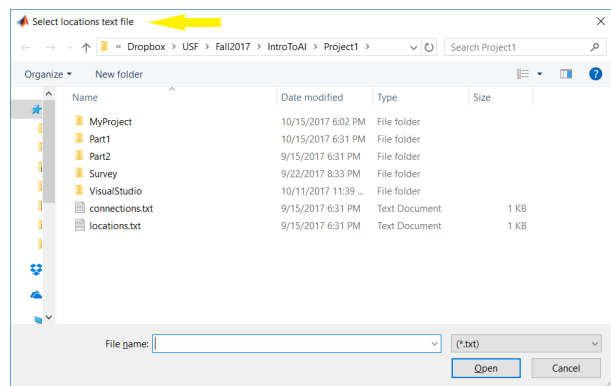 Select locations text file
« Dropbox > USF > Fall2017 > IntroToAI > Project1 >
Search Project1
Organize
New folder
Name Date modified Type Size
MyProject 10/15/2017 6:02 PM File folder
Part1 10/15/2017 6:31 PM File folder
Part2 9/15/2017 6:31 PM File folder
Survey 9/22/2017 8:33 PM File folder
VisualStudio 10/11/2017 11:39 ... File folder
connections.txt 9/15/2017 6:31 PM Text Document 1 KB
locations.txt 9/15/2017 6:31 PM Text Document 1 KB
File name:
(*.txt)
Open
Cancel